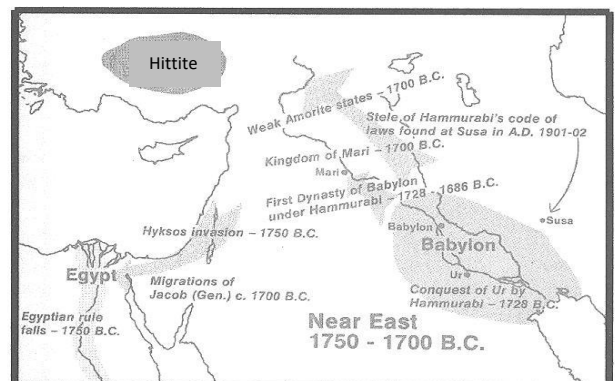 Hittite
Weak Amorite states – 1700 B.C.
Stele of Hammurabi's code of
laws found at Susa in A.D. 1901-02
Kingdom of Mari – 1700 B.C.
Mari
First Dynasty of Babylon
under Hammurabi – 1728 - 1686 B.C.
Susa
Hyksos invasion – 1750 B.C.
Babylon
Babylon
Egypt
Ur
Migrations of
Jacob (Gen.) c. 1700 B.C.
Conquest of Ur by
Hammurabi – 1728 B.C.
Egyptian rule
falls – 1750 B.C.
Near East
1750 - 1700 B.C.